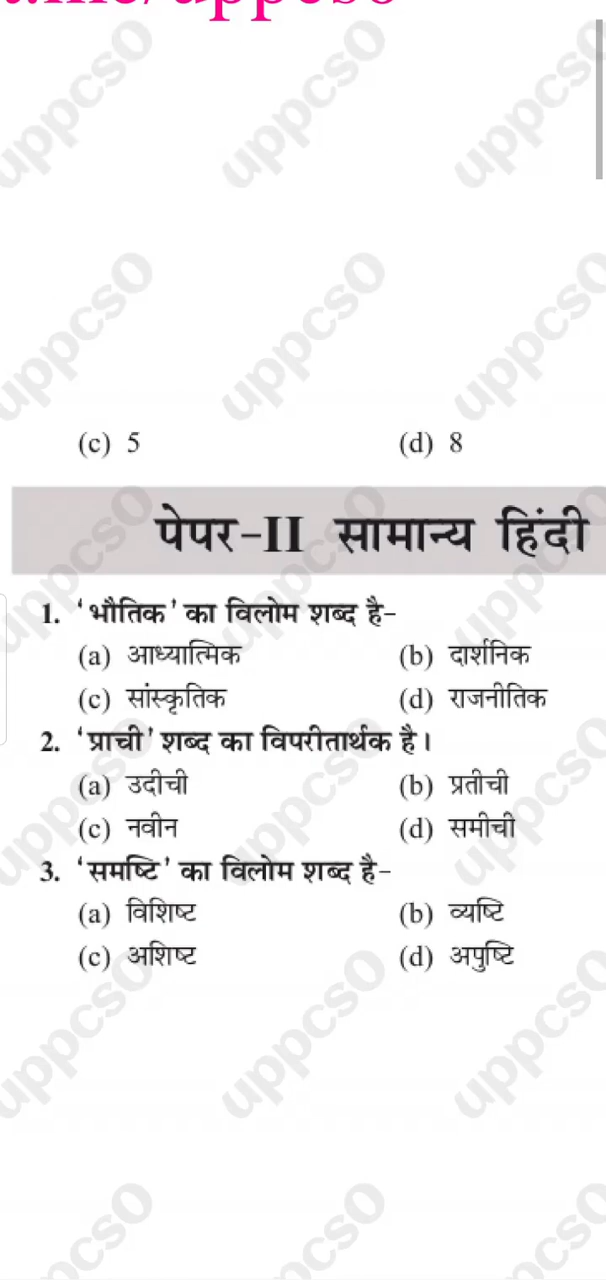 (c) 5 (d) 8
पेपर-II सामान्य हिंदी
1. 'भौतिक' का विलोम शब्द है-
(a) आध्यात्मिक (b) दार्शनिक
(c) सांस्कृतिक (d) राजनीतिक
2. 'प्राची' शब्द का विपरीतार्थक है।
(a) उदीची (b) प्रतीची
(c) नवीन (d) समीची
3. 'समष्टि' का विलोम शब्द है-
(a) विशिष्ट (b) व्यष्टि
(c) अशिष्ट (d) अपुष्टि